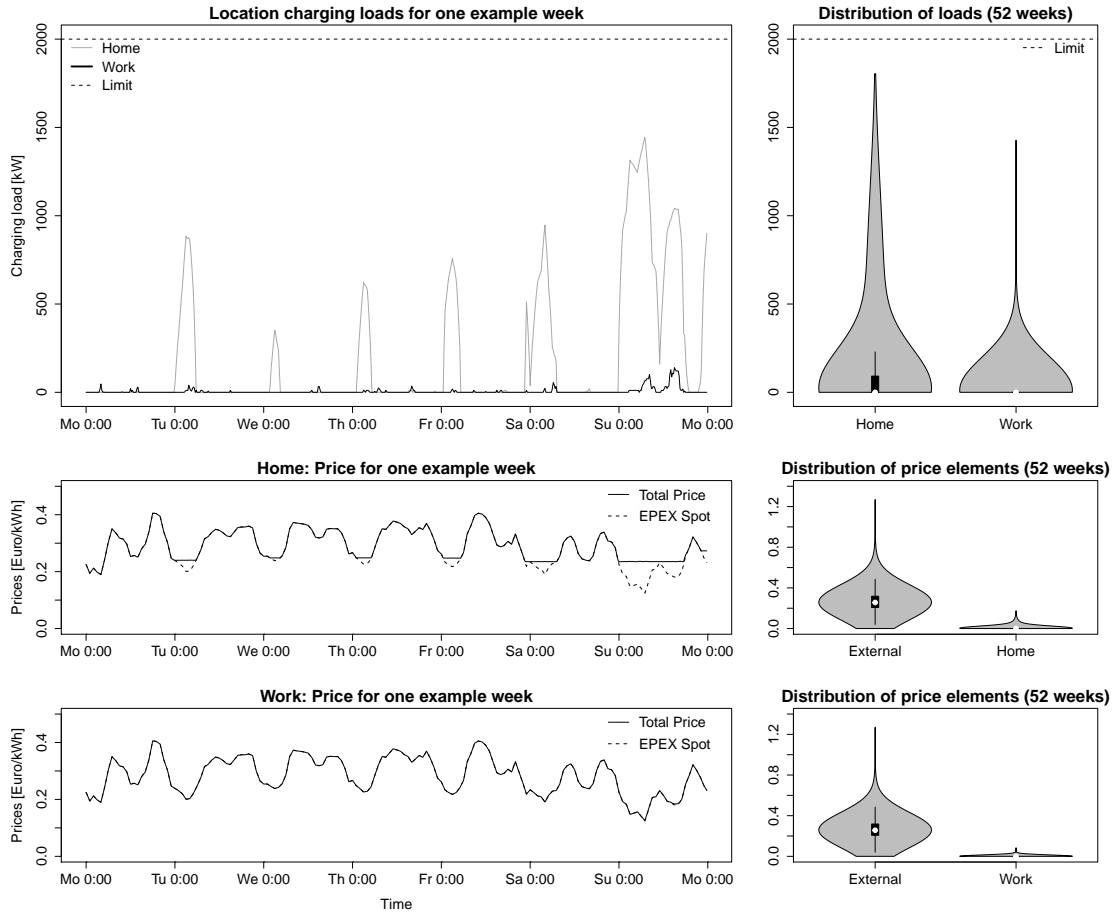 Location charging loads for one example week
Charging load [kW]
2000
1500
1000
500
0
Home
Work
Limit
Mo 0:00 Tu 0:00 We 0:00 Th 0:00 Fr 0:00 Sa 0:00 Su 0:00 Mo 0:00
Distribution of loads (52 weeks)
2000
1500
1000
500
0
Limit
Home Work
Home: Price for one example week
Prices [Euro/kWh]
0.4
0.2
0.0
Total Price
EPEX Spot
Mo 0:00 Tu 0:00 We 0:00 Th 0:00 Fr 0:00 Sa 0:00 Su 0:00 Mo 0:00
Distribution of price elements (52 weeks)
1.2
0.8
0.4
0.0
External Home
Work: Price for one example week
Prices [Euro/kWh]
0.4
0.2
0.0
Total Price
EPEX Spot
Mo 0:00 Tu 0:00 We 0:00 Th 0:00 Fr 0:00 Sa 0:00 Su 0:00 Mo 0:00
Time
Distribution of price elements (52 weeks)
1.2
0.8
0.4
0.0
External Work